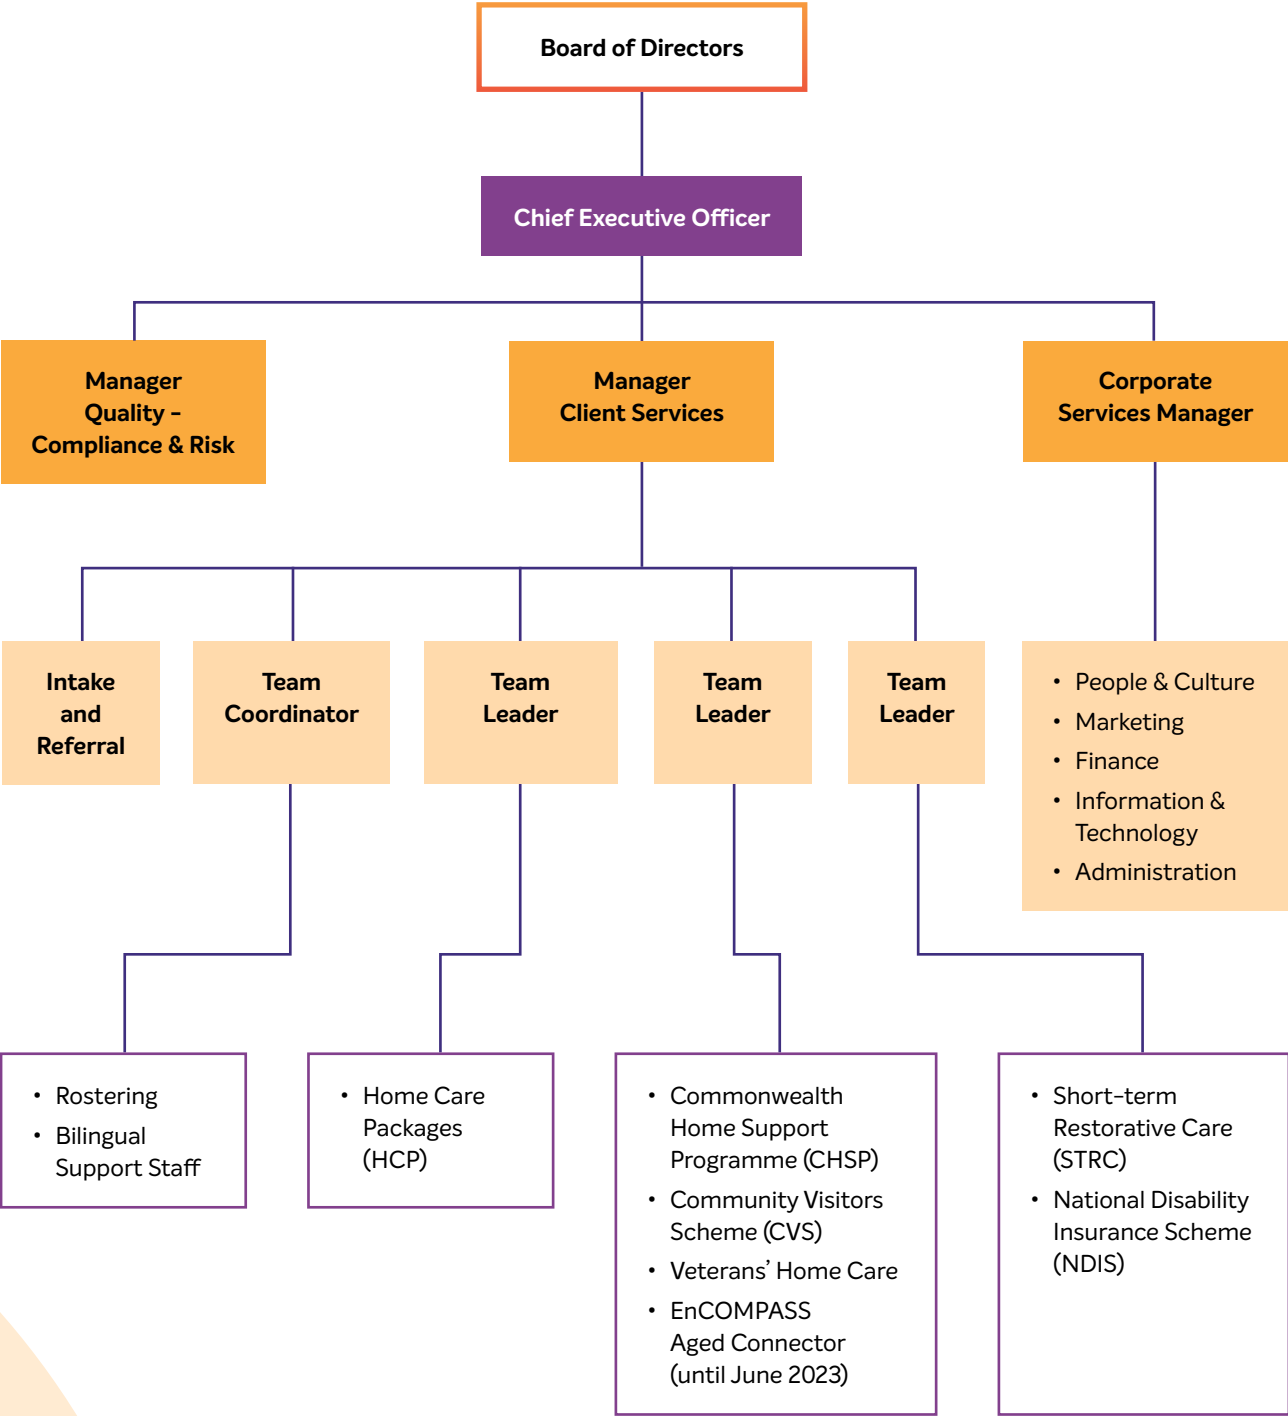 Board of Directors
Chief Executive Officer
Manager
Quality -
Compliance & Risk
Manager
Client Services
Corporate
Services Manager
Intake
and
Referral
Team
Coordinator
Team
Leader
Team
Leader
Team
Leader
• People & Culture
• Marketing
• Finance
• Information &
Technology
• Administration
• Rostering
• Bilingual
Support Staff
• Home Care
Packages
(HCP)
• Commonwealth
Home Support
Programme (CHSP)
• Community Visitors
Scheme (CVS)
• Veterans’ Home Care
• EnCOMPASS
Aged Connector
(until June 2023)
• Short-term
Restorative Care
(STRC)
• National Disability
Insurance Scheme
(NDIS)